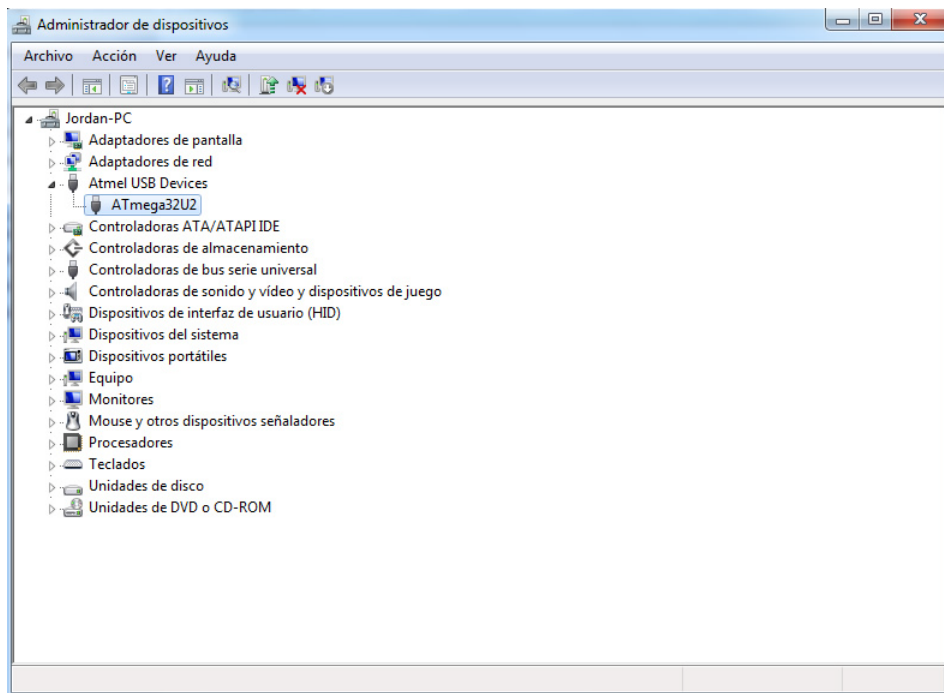 Administrador de dispositivos
Archivo Acción Ver Ayuda
Jordan-PC
Adaptadores de pantalla
Adaptadores de red
Atmel USB Devices
ATmega32U2
Controladoras ATA/ATAPI IDE
Controladoras de almacenamiento
Controladoras de bus serie universal
Controladoras de sonido y vídeo y dispositivos de juego
Dispositivos de interfaz de usuario (HID)
Dispositivos del sistema
Dispositivos portátiles
Equipo
Monitores
Mouse y otros dispositivos señaladores
Procesadores
Teclados
Unidades de disco
Unidades de DVD o CD-ROM